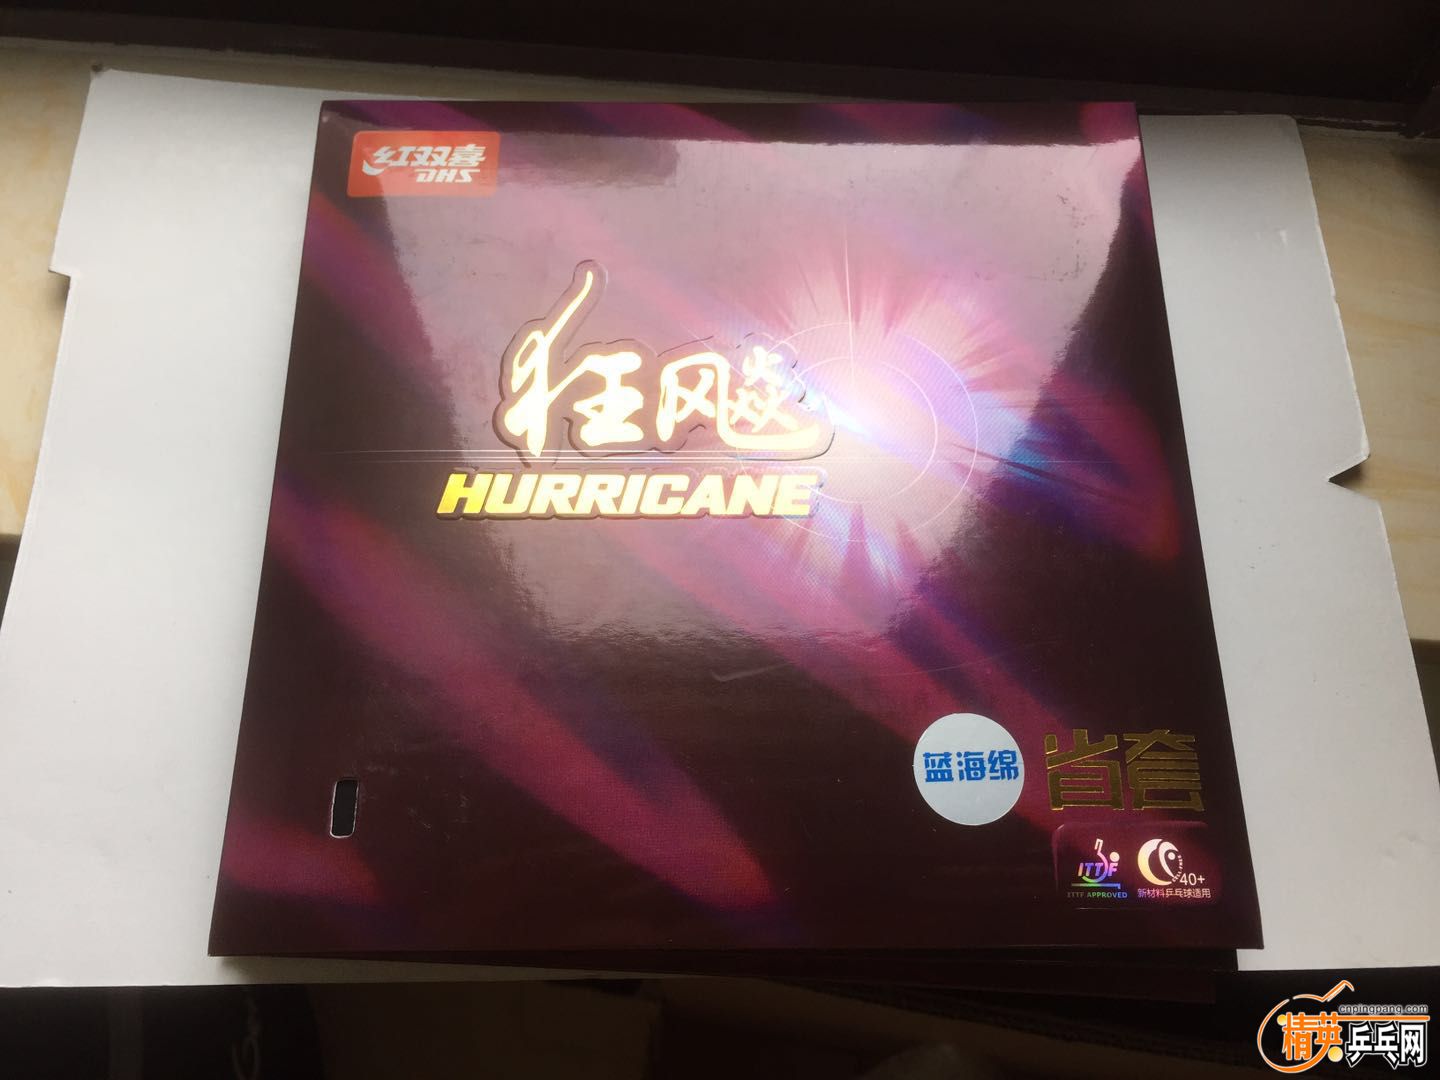 红双喜
DHS
狂飚
HURRICANE
蓝海绵
省套
ITTF
ITTF APPROVED
40+
新材料乒乓球适用
cnpingpang.com
精英乒乓网